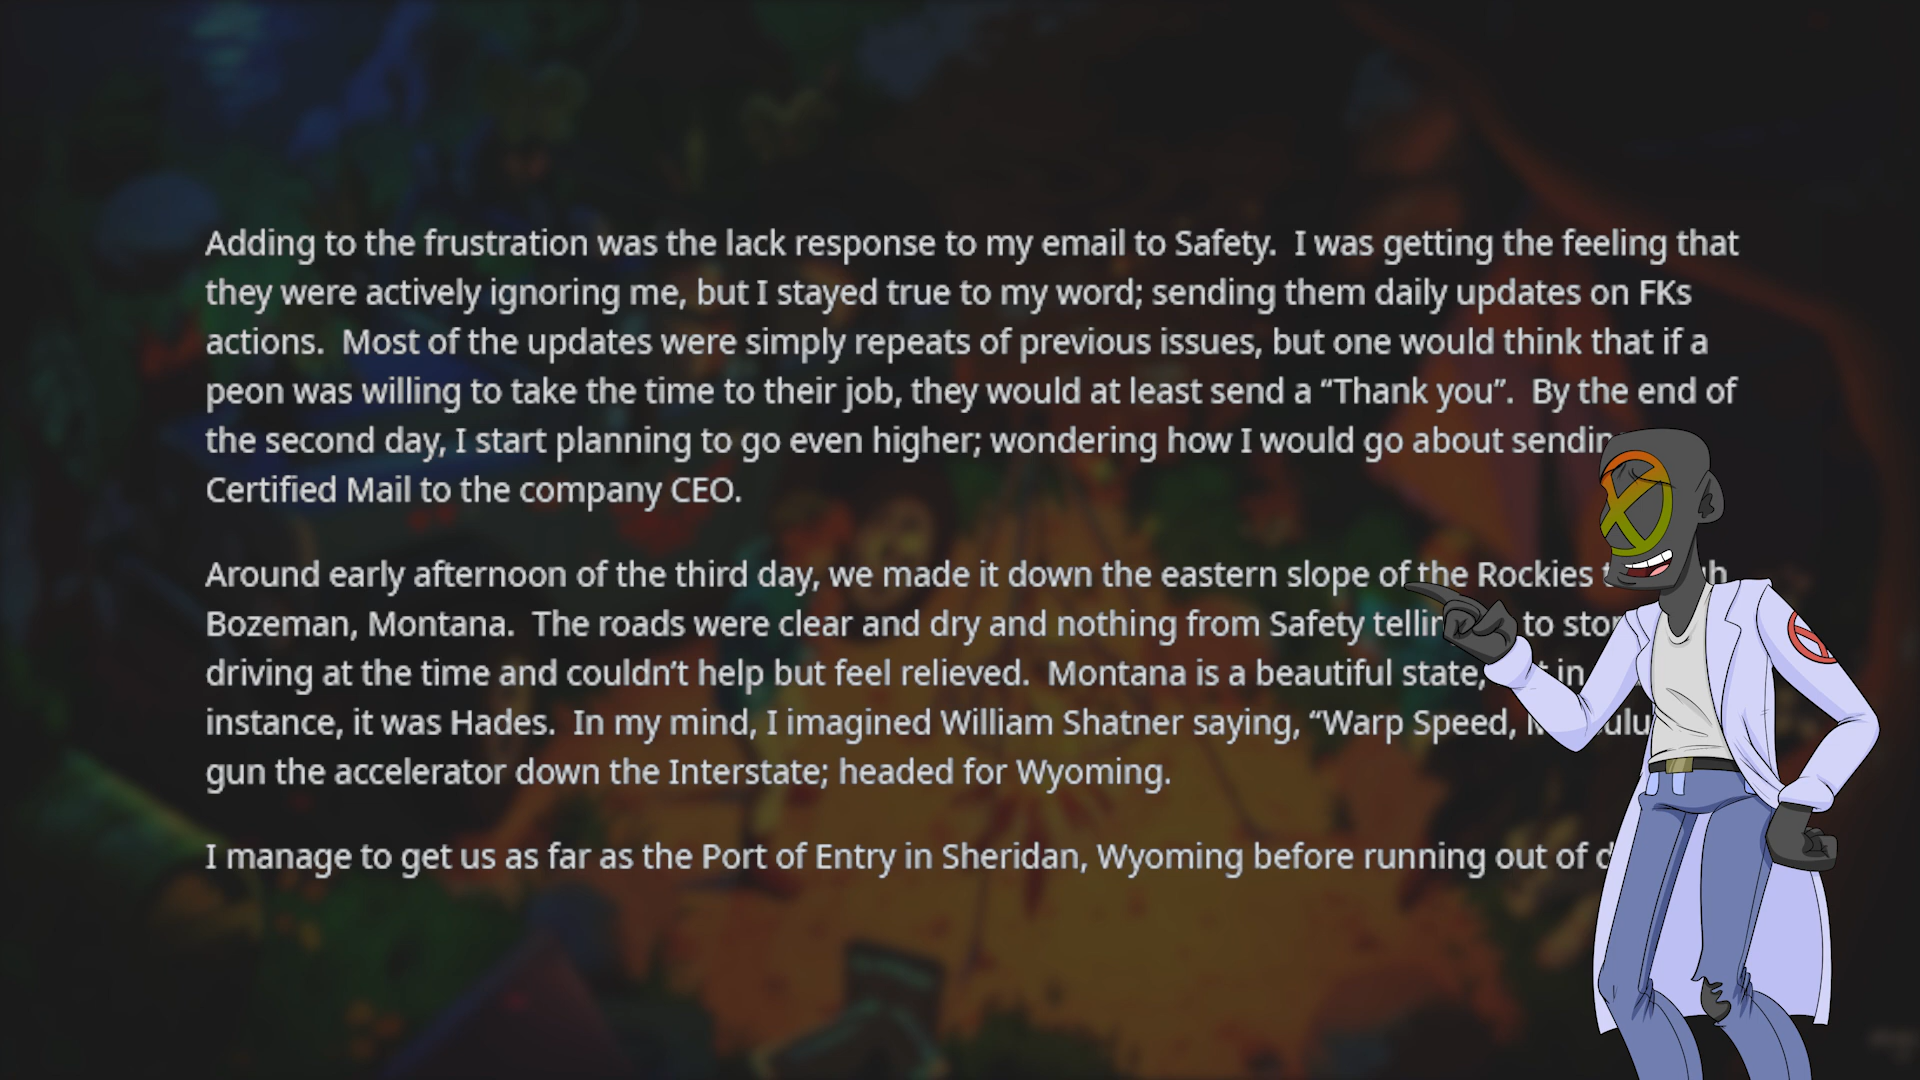 Adding to the frustration was the lack response to my email to Safety.  I was getting the feeling that
they were actively ignoring me, but I stayed true to my word; sending them daily updates on FKs
actions.  Most of the updates were simply repeats of previous issues, but one would think that if a
peon was willing to take the time to their job, they would at least send a “Thank you”.  By the end of
the second day, I start planning to go even higher; wondering how I would go about sending
Certified Mail to the company CEO.
Around early afternoon of the third day, we made it down the eastern slope of the Rockies through
Bozeman, Montana.  The roads were clear and dry and nothing from Safety telling to stop
driving at the time and couldn’t help but feel relieved.  Montana is a beautiful state, in
instance, it was Hades.  In my mind, I imagined William Shatner saying, “Warp Speed,
gun the accelerator down the Interstate; headed for Wyoming.
I manage to get us as far as the Port of Entry in Sheridan, Wyoming before running out of